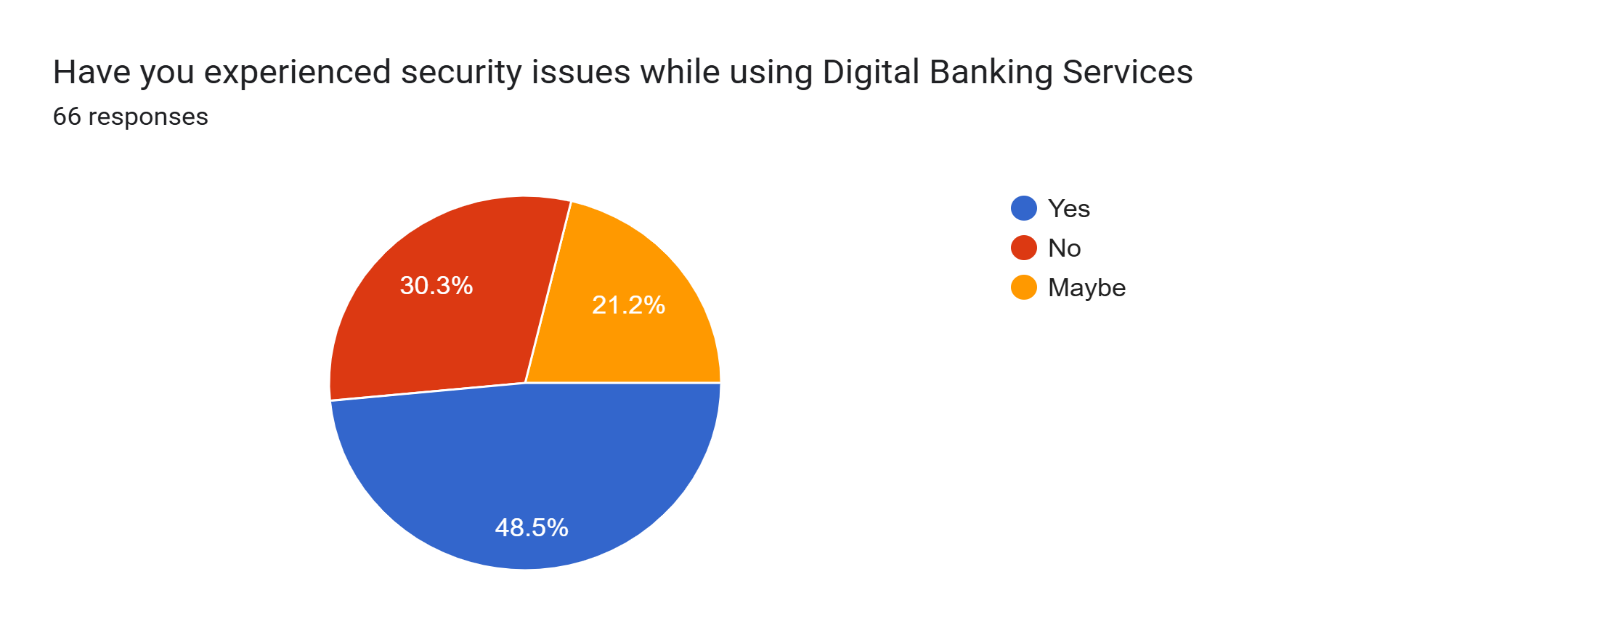 Have you experienced security issues while using Digital Banking Services
66 responses
Yes
No
Maybe
30.3%
21.2%
48.5%